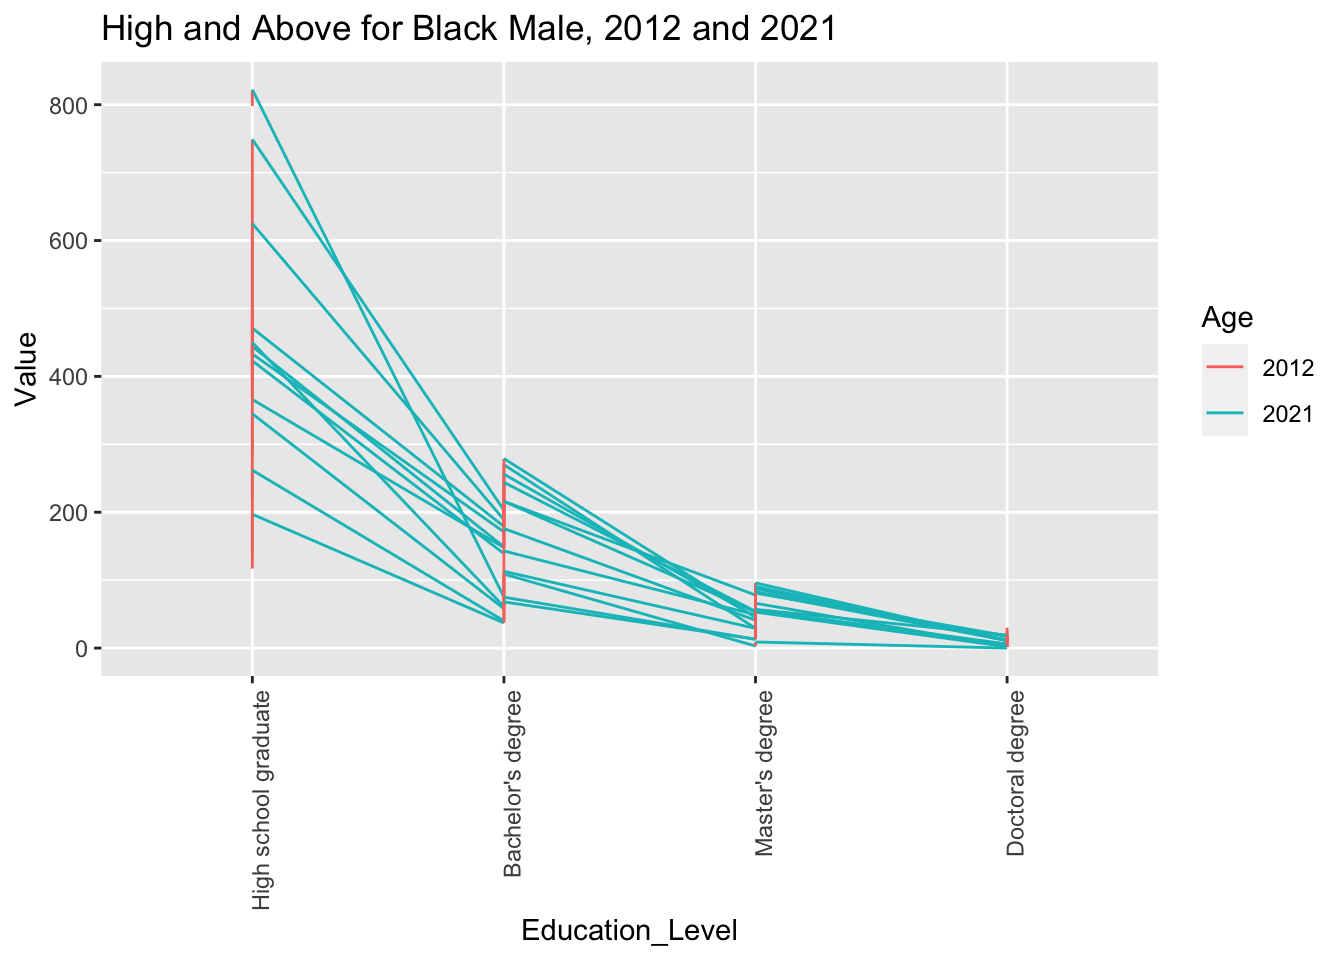 High and Above for Black Male, 2012 and 2021
Value
800
600
400
200
0
High school graduate
Bachelor's degree
Master's degree
Doctoral degree
Education_Level
Age
2012
2021